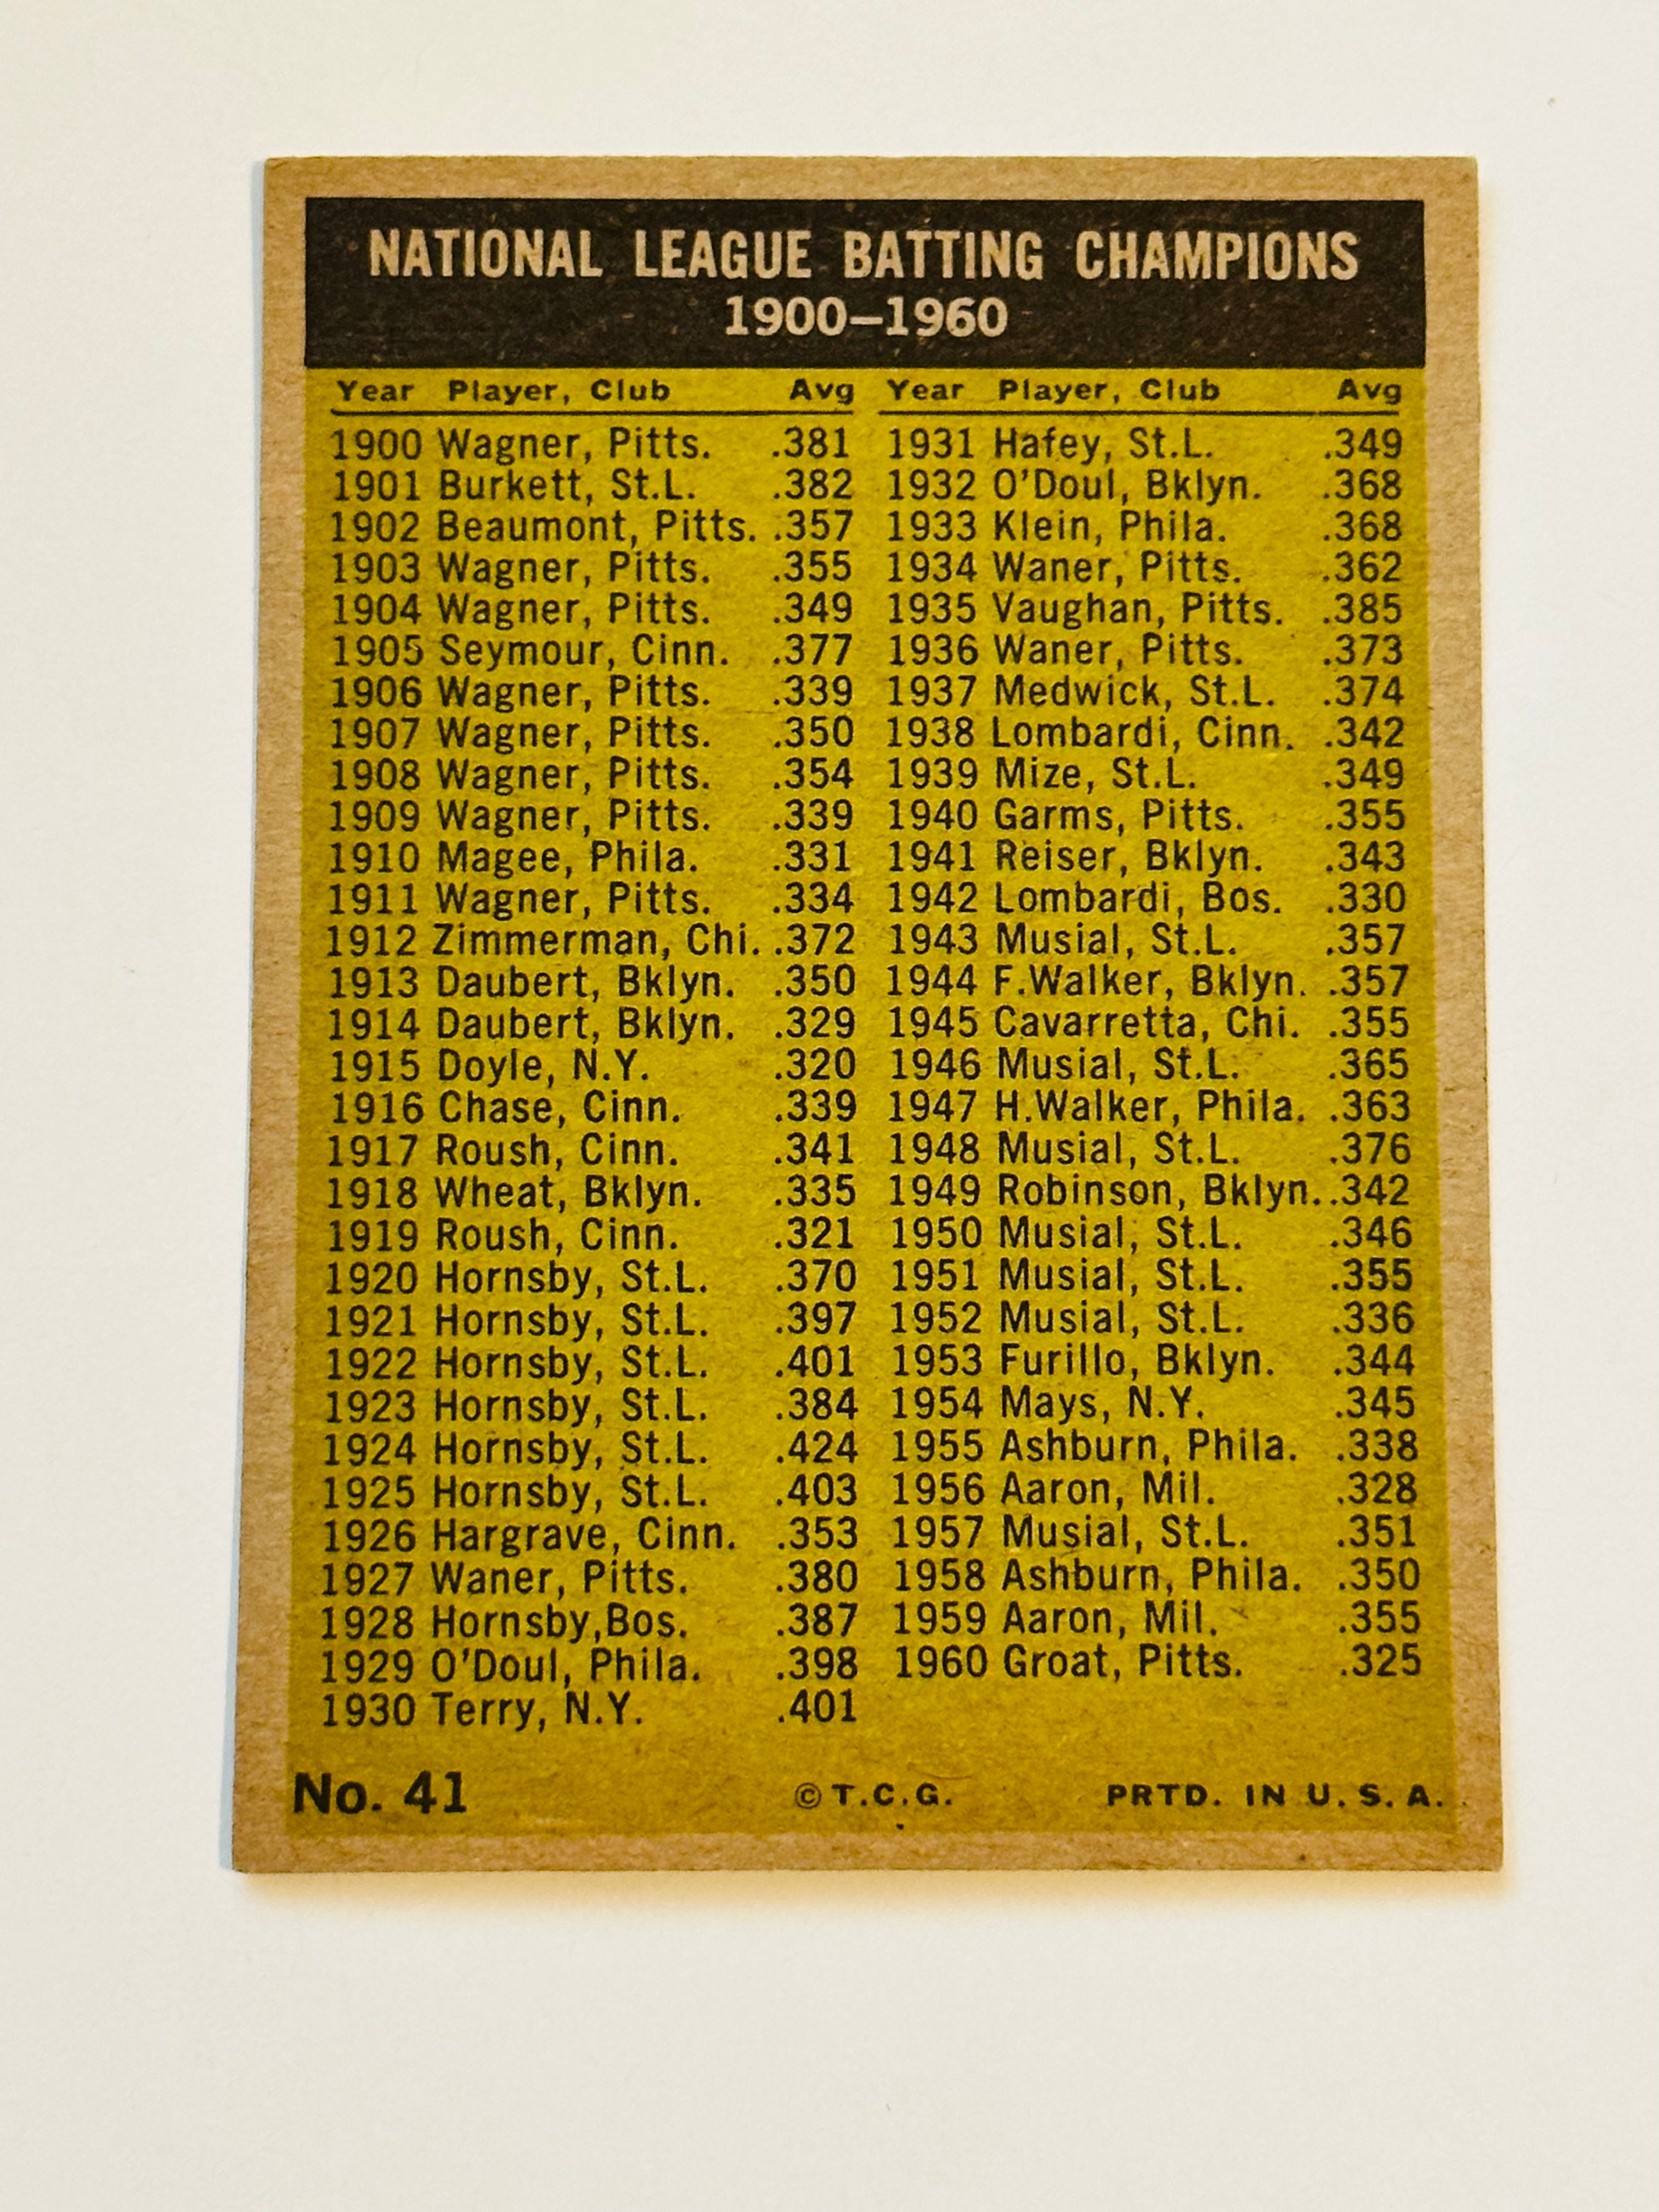 NATIONAL LEAGUE BATTING CHAMPIONS
1900–1960
Year Player, Club Avg
1900 Wagner, Pitts. .381
1901 Burkett, St.L. .382
1902 Beaumont, Pitts. .357
1903 Wagner, Pitts. .355
1904 Wagner, Pitts. .349
1905 Seymour, Cinn. .377
1906 Wagner, Pitts. .339
1907 Wagner, Pitts. .350
1908 Wagner, Pitts. .354
1909 Wagner, Pitts. .339
1910 Magee, Phila. .331
1911 Wagner, Pitts. .334
1912 Zimmerman, Chi. .372
1913 Daubert, Bklyn. .350
1914 Daubert, Bklyn. .329
1915 Doyle, N.Y. .320
1916 Chase, Cinn. .339
1917 Roush, Cinn. .341
1918 Wheat, Bklyn. .335
1919 Roush, Cinn. .321
1920 Hornsby, St.L. .370
1921 Hornsby, St.L. .397
1922 Hornsby, St.L. .401
1923 Hornsby, St.L. .384
1924 Hornsby, St.L. .424
1925 Hornsby, St.L. .403
1926 Hargrave, Cinn. .353
1927 Waner, Pitts. .380
1928 Hornsby,Bos. .387
1929 O'Doul, Phila. .398
1930 Terry, N.Y. .401
Year Player, Club Avg
1931 Hafey, St.L. .349
1932 O'Doul, Bklyn. .368
1933 Klein, Phila. .368
1934 Waner, Pitts. .362
1935 Vaughan, Pitts. .385
1936 Waner, Pitts. .373
1937 Medwick, St.L. .374
1938 Lombardi, Cinn. .342
1939 Mize, St.L. .349
1940 Garms, Pitts. .355
1941 Reiser, Bklyn. .343
1942 Lombardi, Bos. .330
1943 Musial, St.L. .357
1944 F.Walker, Bklyn. .357
1945 Cavarretta, Chi. .355
1946 Musial, St.L. .365
1947 H.Walker, Phila. .363
1948 Musial, St.L. .376
1949 Robinson, Bklyn. .342
1950 Musial, St.L. .346
1951 Musial, St.L. .355
1952 Musial, St.L. .336
1953 Furillo, Bklyn. .344
1954 Mays, N.Y. .345
1955 Ashburn, Phila. .338
1956 Aaron, Mil. .328
1957 Musial, St.L. .351
1958 Ashburn, Phila. .350
1959 Aaron, Mil. .355
1960 Groat, Pitts. .325
No. 41 © T.C.G. PRTD. IN U. S. A.